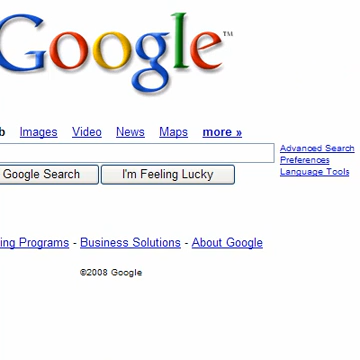 Google™
b Images Video News Maps more »
Advanced Search
Preferences
Language Tools
Google Search I'm Feeling Lucky
ing Programs - Business Solutions - About Google
©2008 Google